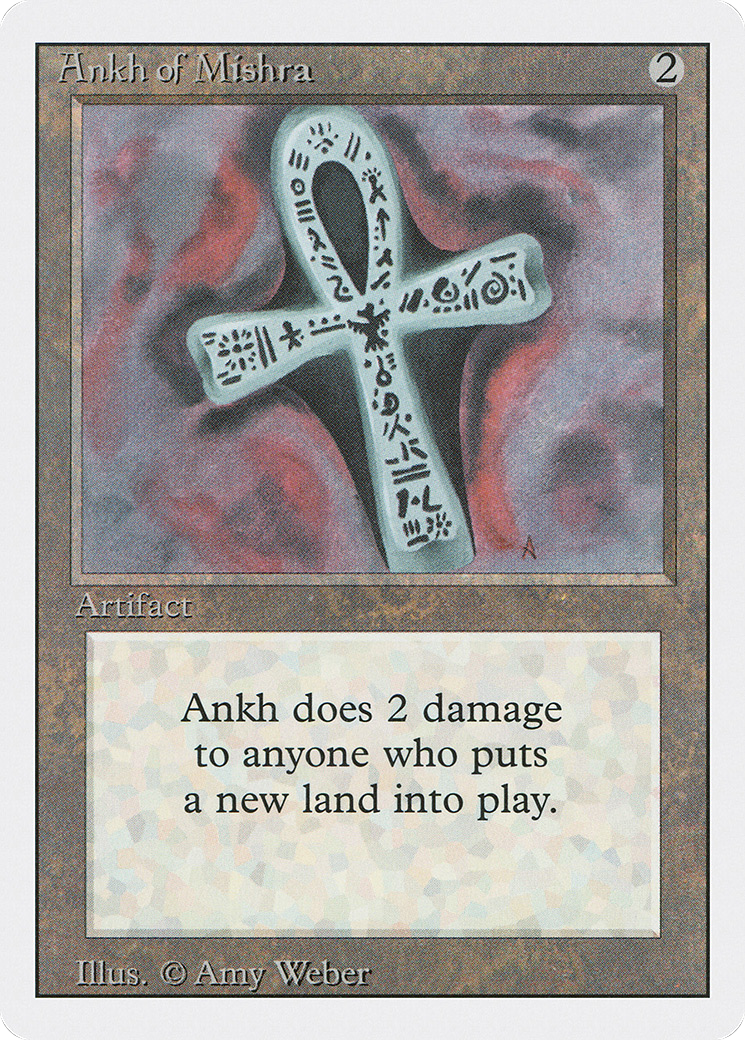 Ankh of Mishra
2
Artifact
Ankh does 2 damage
to anyone who puts
a new land into play.
Illus. © Amy Weber